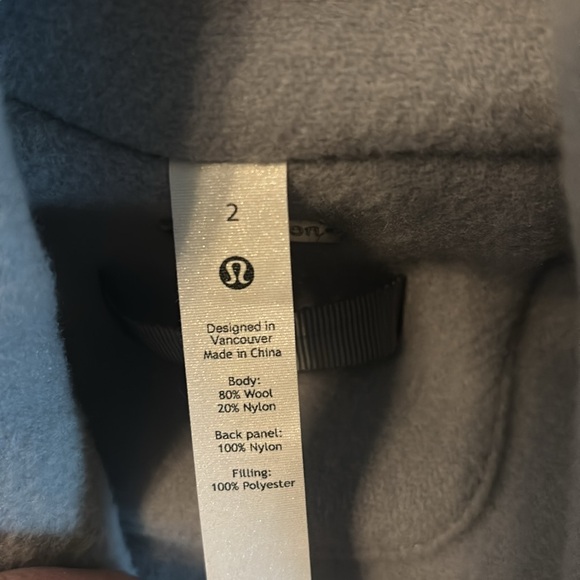 2
Designed in
Vancouver
Made in China
Body:
80% Wool
20% Nylon
Back panel:
100% Nylon
Filling:
100% Polyester